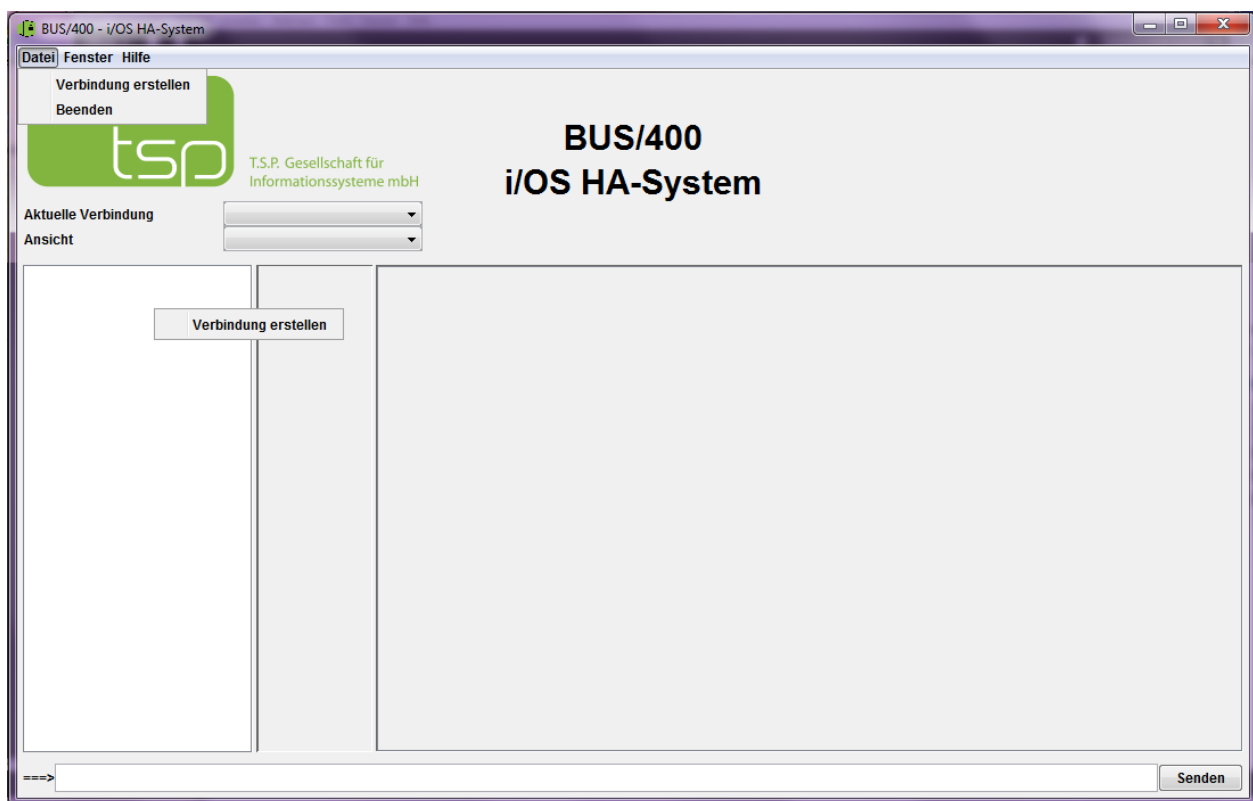 BUS/400 - i/OS HA-System
Datei Fenster Hilfe
Verbindung erstellen
Beenden
tsp
T.S.P. Gesellschaft für
Informationssysteme mbH
BUS/400
i/OS HA-System
Aktuelle Verbindung
Ansicht
Verbindung erstellen
===>
Senden